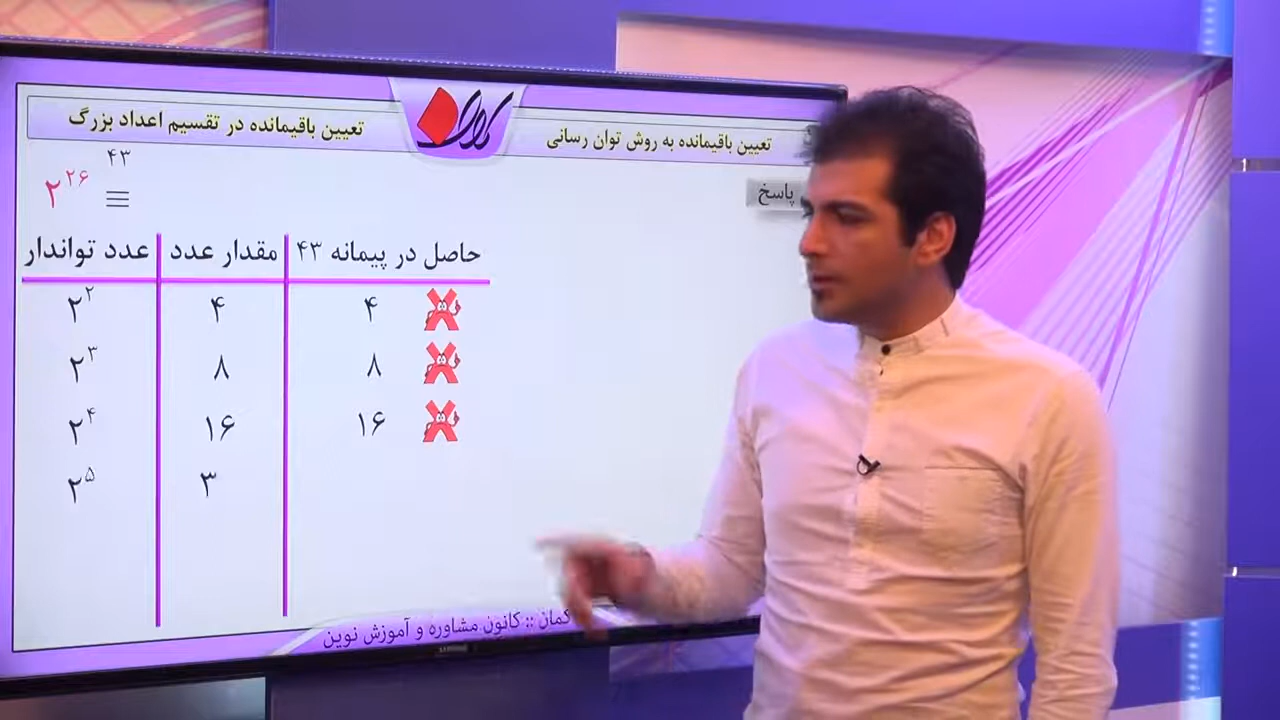 تعیین باقیمانده به روش توان رسانی
تعیین باقیمانده در تقسیم اعداد بزرگ
پاسخ
۲^۲۶ ≡ ۴۳
عدد تواندار | مقدار عدد | حاصل در پیمانه ۴۳
۲^۲ | ۴ | ۴
۲^۳ | ۸ | ۸
۲^۴ | ۱۶ | ۱۶
۲^۵ | ۳
کمان :: کانون مشاوره و آموزش نوین